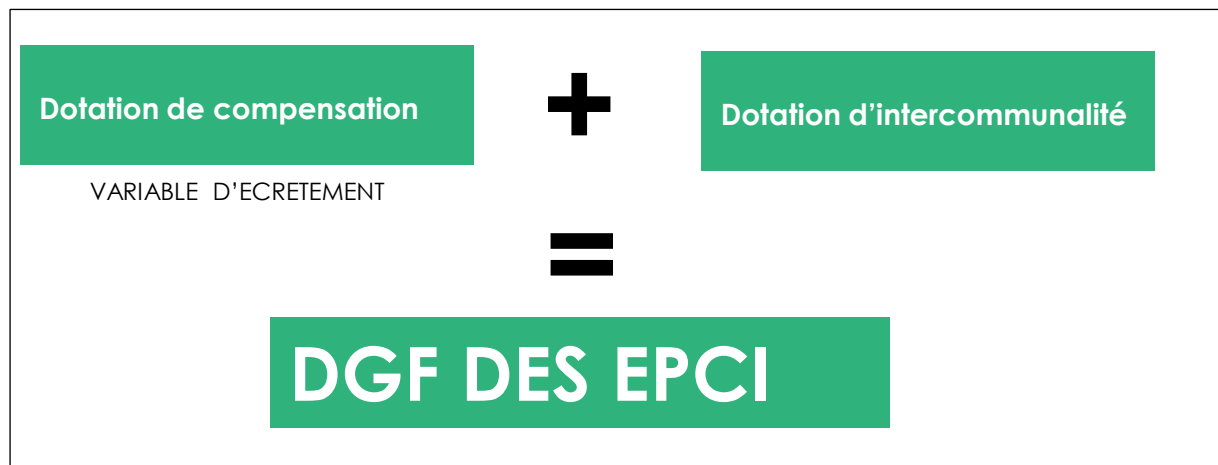 Dotation de compensation
+
Dotation d'intercommunalité
VARIABLE D'ECRETEMENT
=
DGF DES EPCI